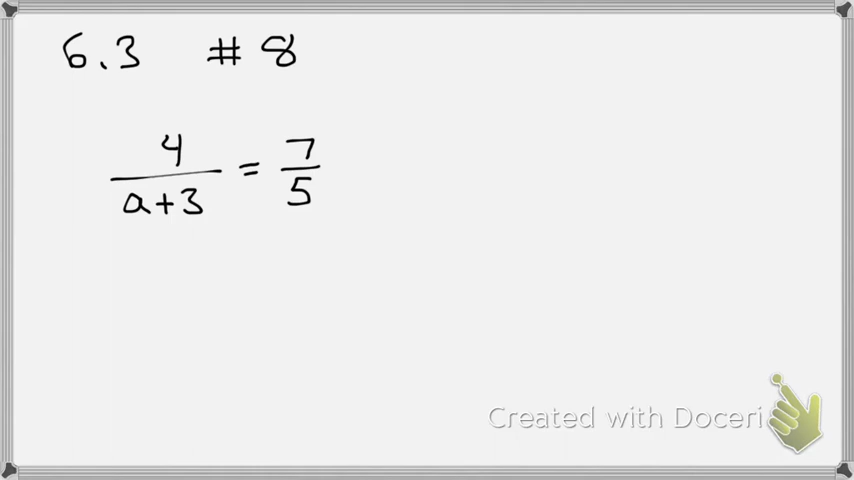 6.3 # 8
4/(a+3) = 7/5
Created with Doceri